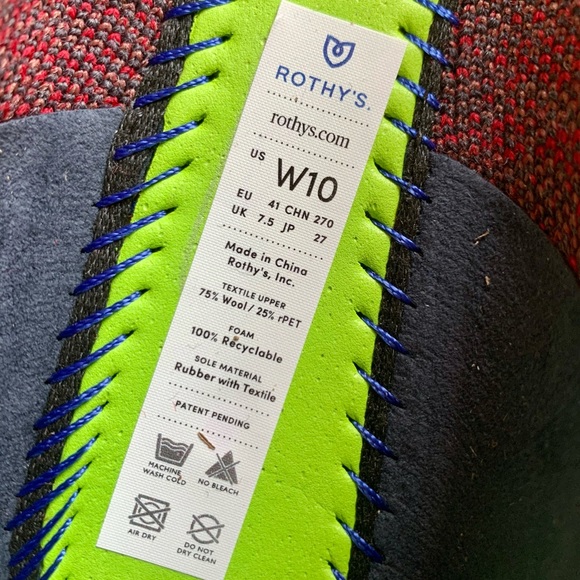 ROTHY'S.
rothys.com
US W10
EU 41 CHN 270
UK 7.5 JP 27
Made in China
Rothy's, Inc.
TEXTILE UPPER
75% Wool / 25% rPET
FOAM
100% Recyclable
SOLE MATERIAL
Rubber with Textile
PATENT PENDING
MACHINE
WASH COLD
NO BLEACH
AIR DRY
DO NOT
DRY CLEAN